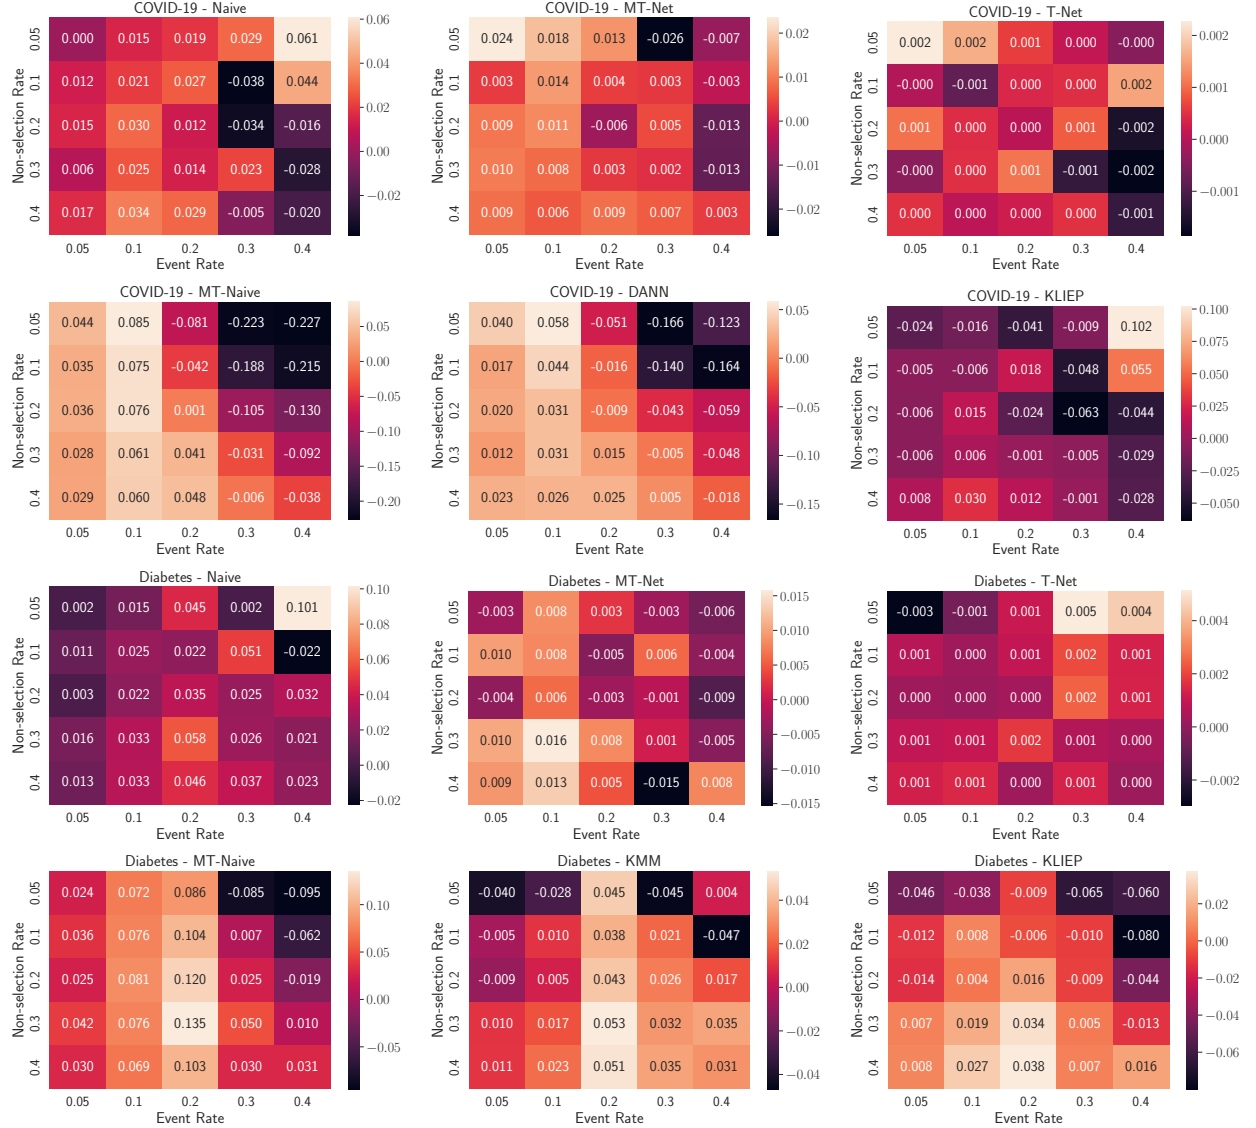 COVID-19 - Naive
Non-selection Rate
0.05 0.000 0.015 0.019 0.029 0.061
0.1 0.012 0.021 0.027 -0.038 0.044
0.2 0.015 0.030 0.012 -0.034 -0.016
0.3 0.006 0.025 0.014 0.023 -0.028
0.4 0.017 0.034 0.029 -0.005 -0.020
0.05 0.1 0.2 0.3 0.4
Event Rate
0.06
0.04
0.02
0.00
−0.02
COVID-19 - MT-Net
Non-selection Rate
0.05 0.024 0.018 0.013 -0.026 -0.007
0.1 0.003 0.014 0.004 0.003 -0.003
0.2 0.009 0.011 -0.006 0.005 -0.013
0.3 0.010 0.008 0.003 0.002 -0.013
0.4 0.009 0.006 0.009 0.007 0.003
0.05 0.1 0.2 0.3 0.4
Event Rate
0.02
0.01
0.00
−0.01
−0.02
COVID-19 - T-Net
Non-selection Rate
0.05 0.002 0.002 0.001 0.000 -0.000
0.1 -0.000 -0.001 0.000 0.000 0.002
0.2 0.001 0.000 0.000 0.001 -0.002
0.3 -0.000 0.000 0.001 -0.001 -0.002
0.4 0.000 0.000 0.000 0.000 -0.001
0.05 0.1 0.2 0.3 0.4
Event Rate
0.002
0.001
0.000
−0.001
COVID-19 - MT-Naive
Non-selection Rate
0.05 0.044 0.085 -0.081 -0.223 -0.227
0.1 0.035 0.075 -0.042 -0.188 -0.215
0.2 0.036 0.076 0.001 -0.105 -0.130
0.3 0.028 0.061 0.041 -0.031 -0.092
0.4 0.029 0.060 0.048 -0.006 -0.038
0.05 0.1 0.2 0.3 0.4
Event Rate
0.05
0.00
−0.05
−0.10
−0.15
−0.20
COVID-19 - DANN
Non-selection Rate
0.05 0.040 0.058 -0.051 -0.166 -0.123
0.1 0.017 0.044 -0.016 -0.140 -0.164
0.2 0.020 0.031 -0.009 -0.043 -0.059
0.3 0.012 0.031 0.015 -0.005 -0.048
0.4 0.023 0.026 0.025 0.005 -0.018
0.05 0.1 0.2 0.3 0.4
Event Rate
0.05
0.00
−0.05
−0.10
−0.15
COVID-19 - KLIEP
Non-selection Rate
0.05 -0.024 -0.016 -0.041 -0.009 0.102
0.1 -0.005 -0.006 0.018 -0.048 0.055
0.2 -0.006 0.015 -0.024 -0.063 -0.044
0.3 -0.006 0.006 -0.001 -0.005 -0.029
0.4 0.008 0.030 0.012 -0.001 -0.028
0.05 0.1 0.2 0.3 0.4
Event Rate
0.100
0.075
0.050
0.025
0.000
−0.025
−0.050
Diabetes - Naive
Non-selection Rate
0.05 0.002 0.015 0.045 0.002 0.101
0.1 0.011 0.025 0.022 0.051 -0.022
0.2 0.003 0.022 0.035 0.025 0.032
0.3 0.016 0.033 0.058 0.026 0.021
0.4 0.013 0.033 0.046 0.037 0.023
0.05 0.1 0.2 0.3 0.4
Event Rate
0.10
0.08
0.06
0.04
0.02
0.00
−0.02
Diabetes - MT-Net
Non-selection Rate
0.05 -0.003 0.008 0.003 -0.003 -0.006
0.1 0.010 0.008 -0.005 0.006 -0.004
0.2 -0.004 0.006 -0.003 -0.001 -0.009
0.3 0.010 0.016 0.008 0.001 -0.005
0.4 0.009 0.013 0.005 -0.015 0.008
0.05 0.1 0.2 0.3 0.4
Event Rate
0.015
0.010
0.005
0.000
−0.005
−0.010
−0.015
Diabetes - T-Net
Non-selection Rate
0.05 -0.003 -0.001 0.001 0.005 0.004
0.1 0.001 0.000 0.001 0.002 0.001
0.2 0.000 0.000 0.000 0.002 0.001
0.3 0.001 0.001 0.002 0.001 0.000
0.4 0.001 0.001 0.000 0.001 0.000
0.05 0.1 0.2 0.3 0.4
Event Rate
0.004
0.002
0.000
−0.002
Diabetes - MT-Naive
Non-selection Rate
0.05 0.024 0.072 0.086 -0.085 -0.095
0.1 0.036 0.076 0.104 0.007 -0.062
0.2 0.025 0.081 0.120 0.025 -0.019
0.3 0.042 0.076 0.135 0.050 0.010
0.4 0.030 0.069 0.103 0.030 0.031
0.05 0.1 0.2 0.3 0.4
Event Rate
0.10
0.05
0.00
−0.05
Diabetes - KMM
Non-selection Rate
0.05 -0.040 -0.028 0.045 -0.045 0.004
0.1 -0.005 0.010 0.038 0.021 -0.047
0.2 -0.009 0.005 0.043 0.026 0.017
0.3 0.010 0.017 0.053 0.032 0.035
0.4 0.011 0.023 0.051 0.035 0.031
0.05 0.1 0.2 0.3 0.4
Event Rate
0.04
0.02
0.00
−0.02
−0.04
Diabetes - KLIEP
Non-selection Rate
0.05 -0.046 -0.038 -0.009 -0.065 -0.060
0.1 -0.012 0.008 -0.006 -0.010 -0.080
0.2 -0.014 0.004 0.016 -0.009 -0.044
0.3 0.007 0.019 0.034 0.005 -0.013
0.4 0.008 0.027 0.038 0.007 0.016
0.05 0.1 0.2 0.3 0.4
Event Rate
0.02
0.00
−0.02
−0.04
−0.06